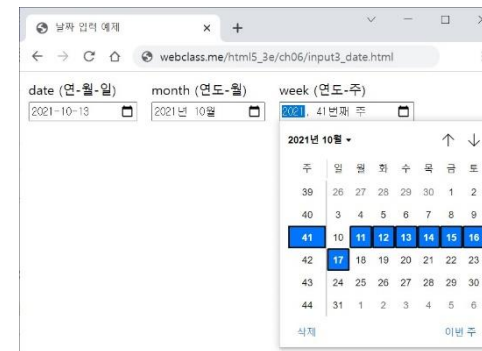 날짜 입력 예제
webclass.me/html5_3e/ch06/input3_date.html
date (연-월-일) month (연도-월) week (연도-주)
2021-10-13 2021년 10월 2021, 41번째 주
2021년 10월
주 일 월 화 수 목 금 토
39 26 27 28 29 30 1 2
40 3 4 5 6 7 8 9
41 10 11 12 13 14 15 16
42 17 18 19 20 21 22 23
43 24 25 26 27 28 29 30
44 31 1 2 3 4 5 6
삭제 이번 주